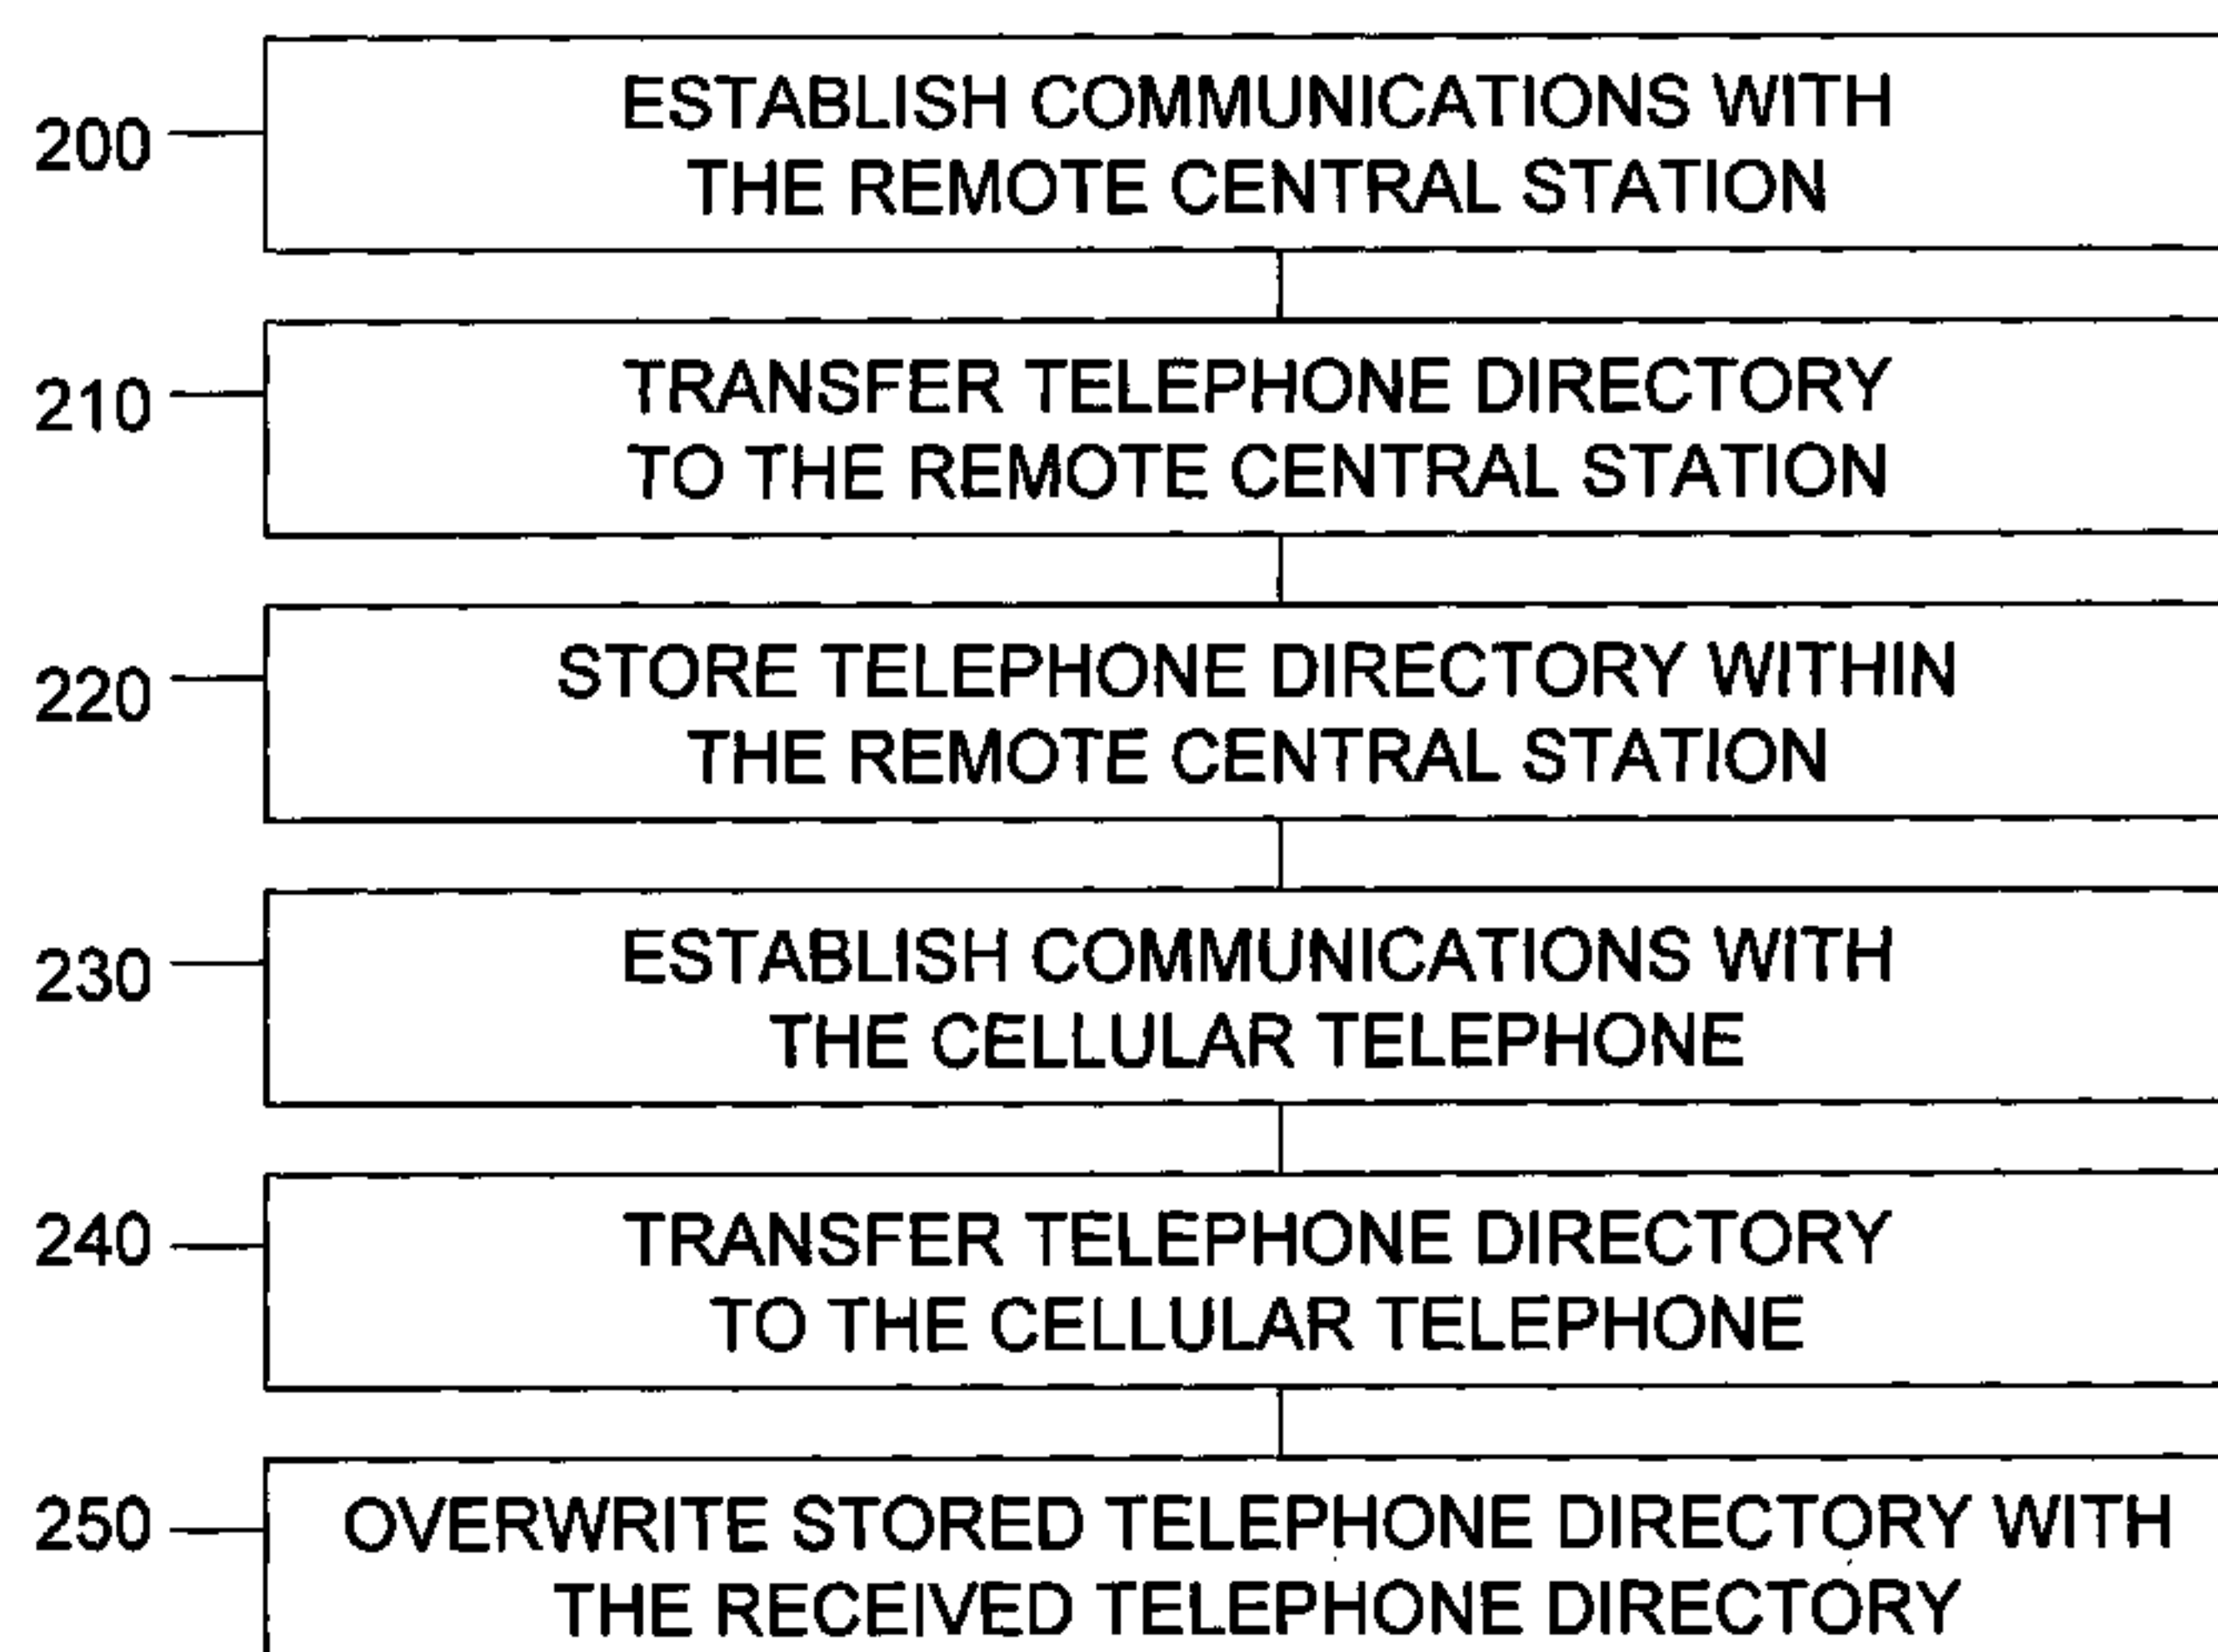 200
ESTABLISH COMMUNICATIONS WITH
THE REMOTE CENTRAL STATION
210
TRANSFER TELEPHONE DIRECTORY
TO THE REMOTE CENTRAL STATION
220
STORE TELEPHONE DIRECTORY WITHIN
THE REMOTE CENTRAL STATION
230
ESTABLISH COMMUNICATIONS WITH
THE CELLULAR TELEPHONE
240
TRANSFER TELEPHONE DIRECTORY
TO THE CELLULAR TELEPHONE
250
OVERWRITE STORED TELEPHONE DIRECTORY WITH
THE RECEIVED TELEPHONE DIRECTORY